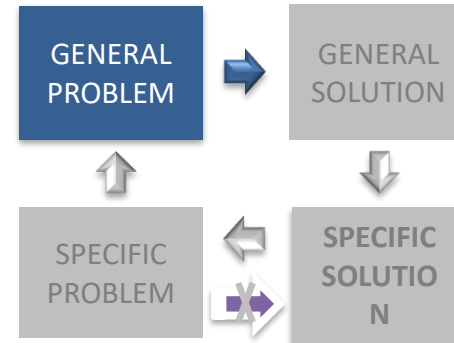 GENERAL
PROBLEM
GENERAL
SOLUTION
SPECIFIC
PROBLEM
SPECIFIC
SOLUTIO
N